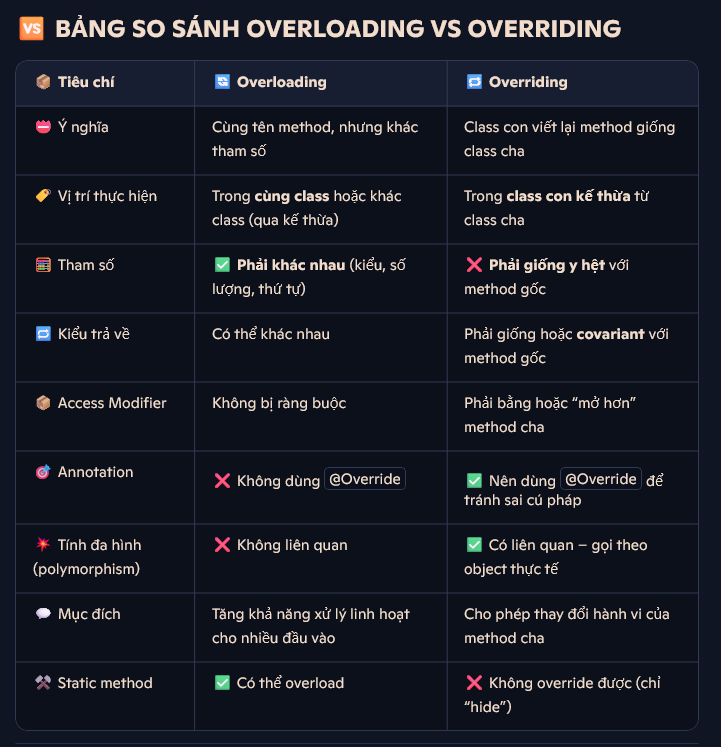 🆚 BẢNG SO SÁNH OVERLOADING VS OVERRIDING
Tiêu chí
Overloading
Overriding
Ý nghĩa
Cùng tên method, nhưng khác
tham số
Class con viết lại method giống
class cha
Vị trí thực hiện
Trong cùng class hoặc khác
class (qua kế thừa)
Trong class con kế thừa từ
class cha
Tham số
✅ Phải khác nhau (kiểu, số
lượng, thứ tự)
❌ Phải giống y hệt với
method gốc
Kiểu trả về
Có thể khác nhau
Phải giống hoặc covariant với
method gốc
Access Modifier
Không bị ràng buộc
Phải bằng hoặc “mở hơn”
method cha
Annotation
❌ Không dùng @Override
✅ Nên dùng @Override để
tránh sai cú pháp
Tính đa hình
(polymorphism)
❌ Không liên quan
✅ Có liên quan – gọi theo
object thực tế
Mục đích
Tăng khả năng xử lý linh hoạt
cho nhiều đầu vào
Cho phép thay đổi hành vi của
method cha
Static method
✅ Có thể overload
❌ Không override được (chỉ
“hide”)